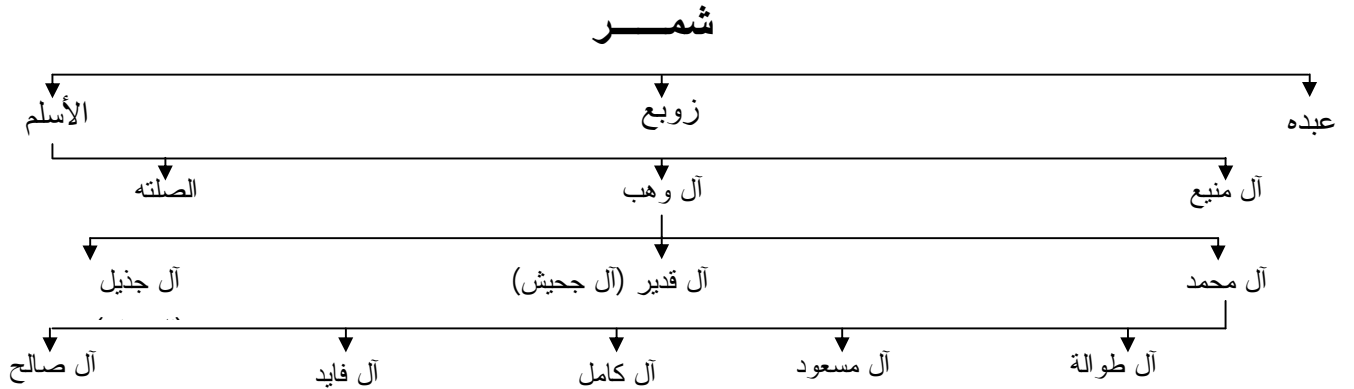 شمـــــر
عبده زوبع الأسلم
آل منيع آل وهب الصلته
آل محمد آل قدير (آل جحيش) آل جذيل
آل طوالة آل مسعود آل كامل آل فايد آل صالح